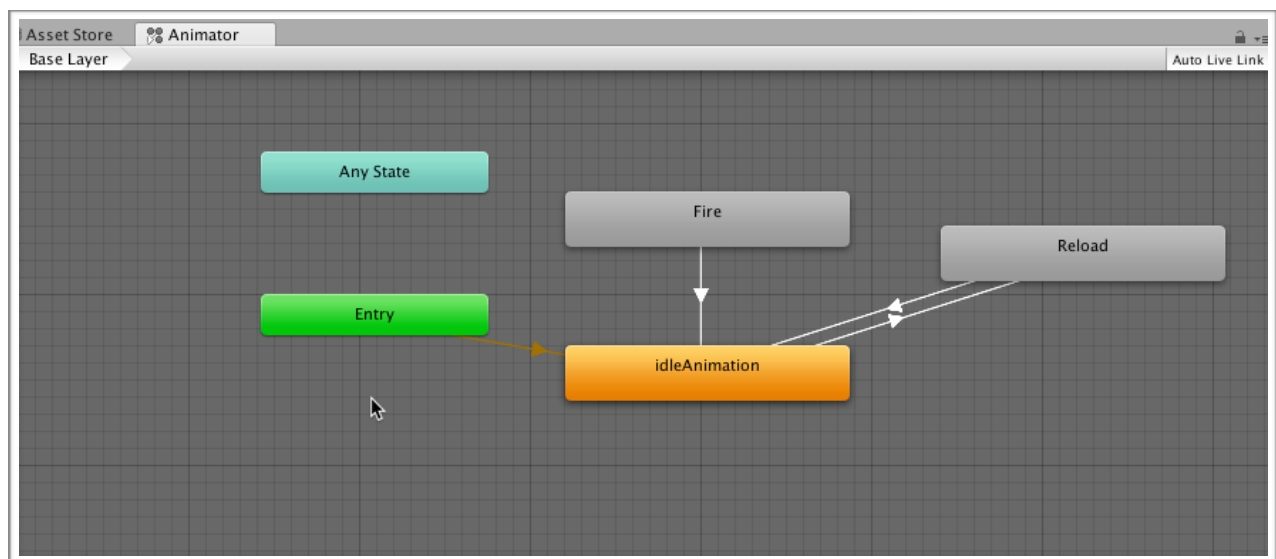 Asset Store
Animator
Base Layer
Auto Live Link
Any State
Fire
Reload
Entry
idleAnimation